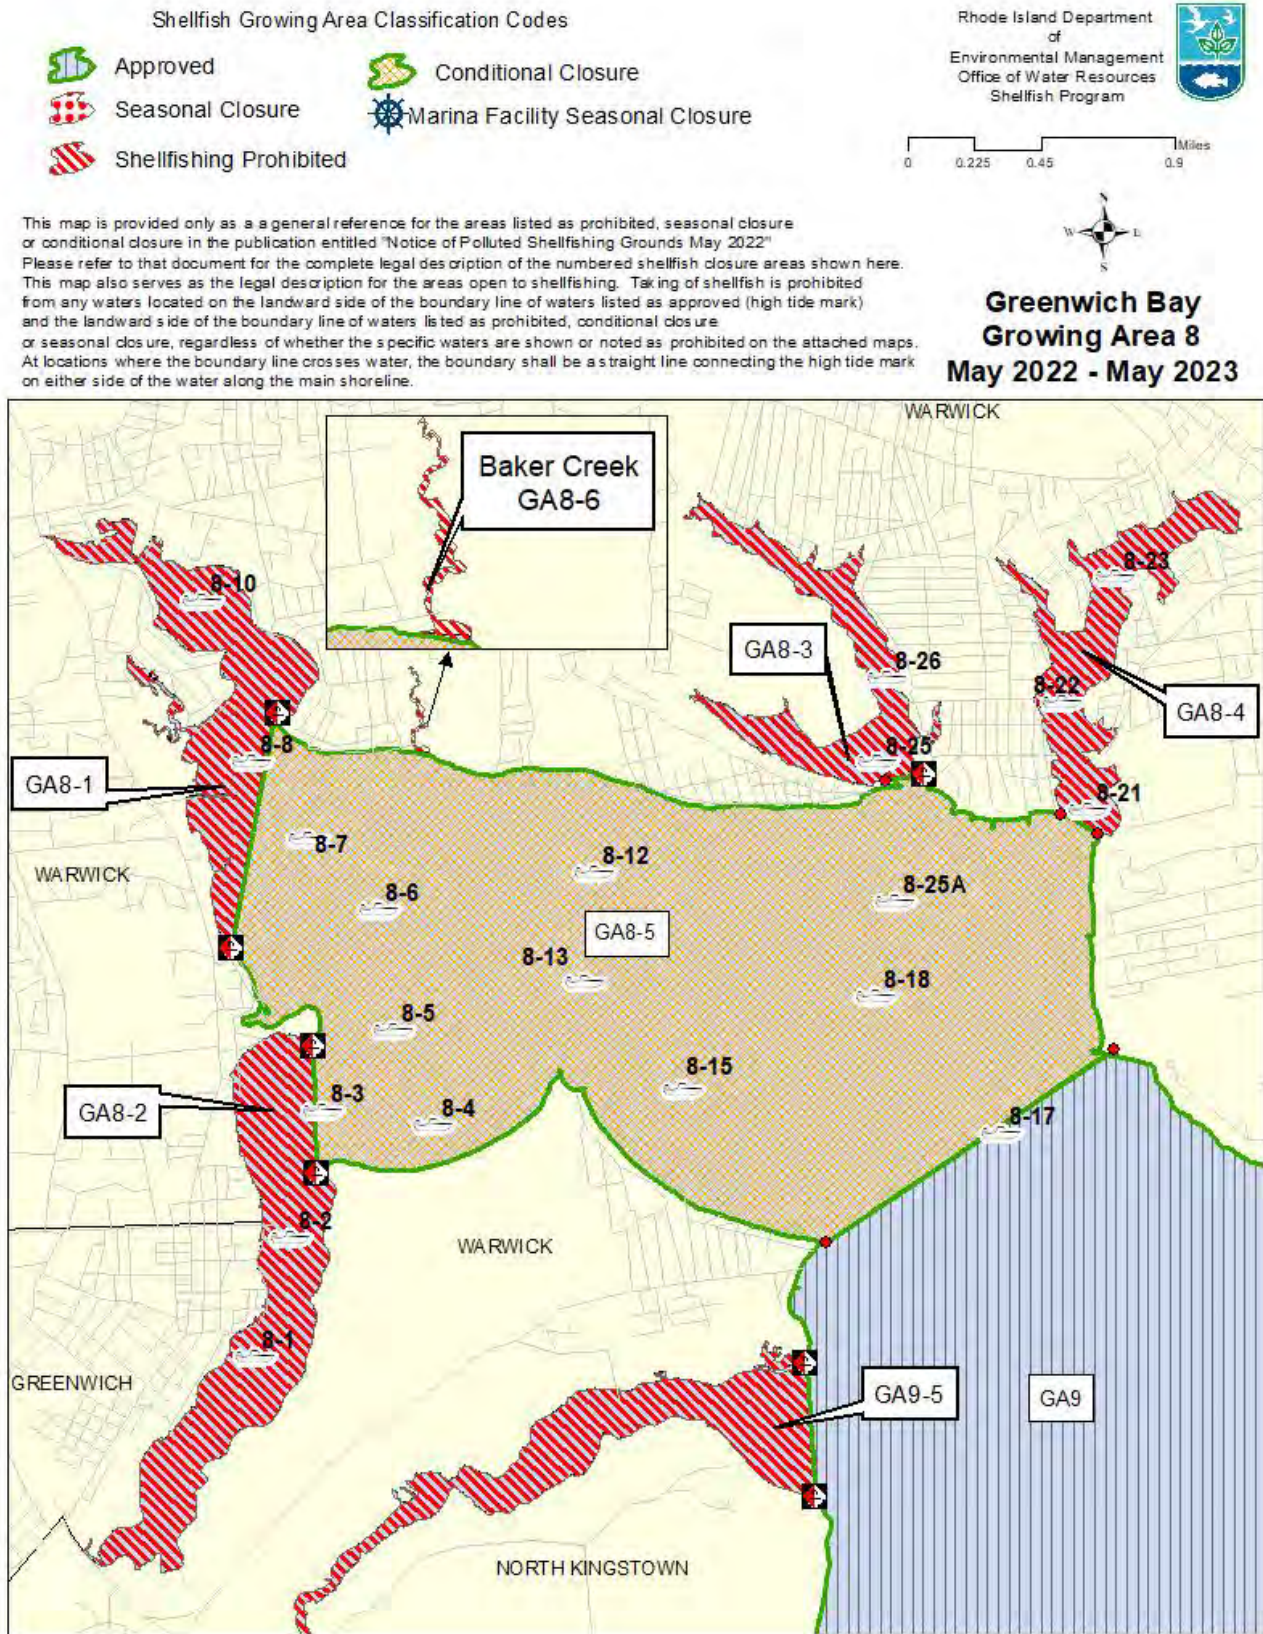 Shellfish Growing Area Classification Codes
Approved
Conditional Closure
Seasonal Closure
Marina Facility Seasonal Closure
Shellfishing Prohibited
Rhode Island Department
of
Environmental Management
Office of Water Resources
Shellfish Program
Miles
0 0.225 0.45 0.9
N
W E
S
This map is provided only as a a general reference for the areas listed as prohibited, seasonal closure
or conditional closure in the publication entitled "Notice of Polluted Shellfishing Grounds May 2022"
Please refer to that document for the complete legal description of the numbered shellfish closure areas shown here.
This map also serves as the legal description for the areas open to shellfishing. Taking of shellfish is prohibited
from any waters located on the landward side of the boundary line of waters listed as approved (high tide mark)
and the landward side of the boundary line of waters listed as prohibited, conditional closure
or seasonal closure, regardless of whether the specific waters are shown or noted as prohibited on the attached maps.
At locations where the boundary line crosses water, the boundary shall be a straight line connecting the high tide mark
on either side of the water along the main shoreline.
Greenwich Bay
Growing Area 8
May 2022 - May 2023
WARWICK
Baker Creek
GA8-6
8-10
8-23
GA8-3
8-26
8-22
GA8-4
8-8
8-25
GA8-1
8-21
8-7
8-12
WARWICK
8-6
8-25A
GA8-5
8-13
8-18
8-5
8-15
8-3
GA8-2
8-4
8-17
8-2
WARWICK
8-1
GREENWICH
GA9-5
GA9
NORTH KINGSTOWN